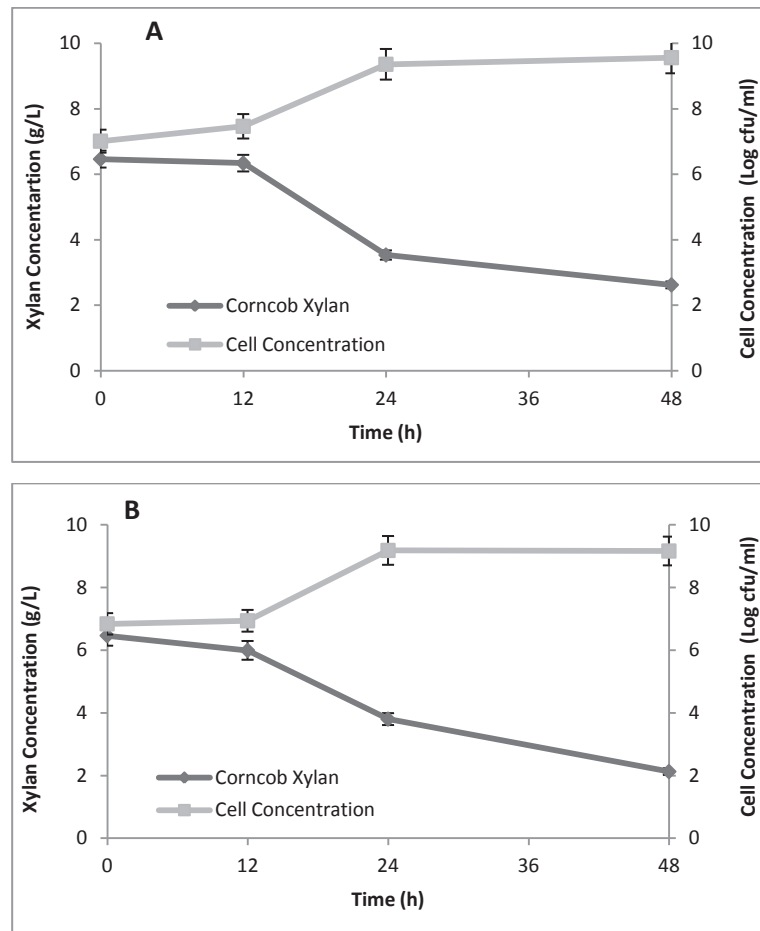 A
Xylan Concentartion (g/L)
10
8
6
4
2
0
Corncob Xylan
Cell Concentration
10
8
6
4
2
0
Cell Concentration (Log cfu/ml)
0 12 24 36 48
Time (h)
B
Xylan Concentration (g/L)
10
8
6
4
2
0
Corncob Xylan
Cell Concentration
10
8
6
4
2
0
Cell Concentration (Log cfu/ml)
0 12 24 36 48
Time (h)